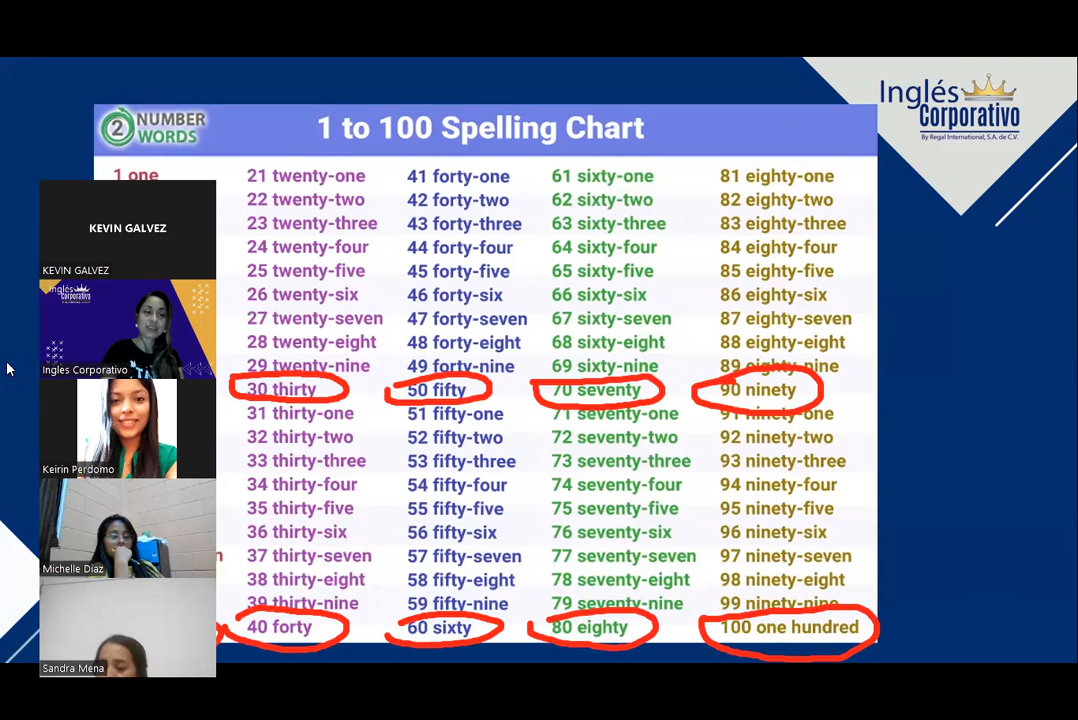 Inglés
Corporativo
By Regal International, S.A. de C.V.
2 NUMBER
WORDS
1 to 100 Spelling Chart
1 one
21 twenty-one
22 twenty-two
23 twenty-three
24 twenty-four
25 twenty-five
26 twenty-six
27 twenty-seven
28 twenty-eight
29 twenty-nine
30 thirty
31 thirty-one
32 thirty-two
33 thirty-three
34 thirty-four
35 thirty-five
36 thirty-six
37 thirty-seven
38 thirty-eight
39 thirty-nine
40 forty
41 forty-one
42 forty-two
43 forty-three
44 forty-four
45 forty-five
46 forty-six
47 forty-seven
48 forty-eight
49 forty-nine
50 fifty
51 fifty-one
52 fifty-two
53 fifty-three
54 fifty-four
55 fifty-five
56 fifty-six
57 fifty-seven
58 fifty-eight
59 fifty-nine
60 sixty
61 sixty-one
62 sixty-two
63 sixty-three
64 sixty-four
65 sixty-five
66 sixty-six
67 sixty-seven
68 sixty-eight
69 sixty-nine
70 seventy
71 seventy-one
72 seventy-two
73 seventy-three
74 seventy-four
75 seventy-five
76 seventy-six
77 seventy-seven
78 seventy-eight
79 seventy-nine
80 eighty
81 eighty-one
82 eighty-two
83 eighty-three
84 eighty-four
85 eighty-five
86 eighty-six
87 eighty-seven
88 eighty-eight
89 eighty-nine
90 ninety
91 ninety-one
92 ninety-two
93 ninety-three
94 ninety-four
95 ninety-five
96 ninety-six
97 ninety-seven
98 ninety-eight
99 ninety-nine
100 one hundred
KEVIN GALVEZ
KEVIN GALVEZ
Inglés
Corporativo
Ingles Corporativo
Keirin Perdomo
Michelle Diaz
Sandra Mena